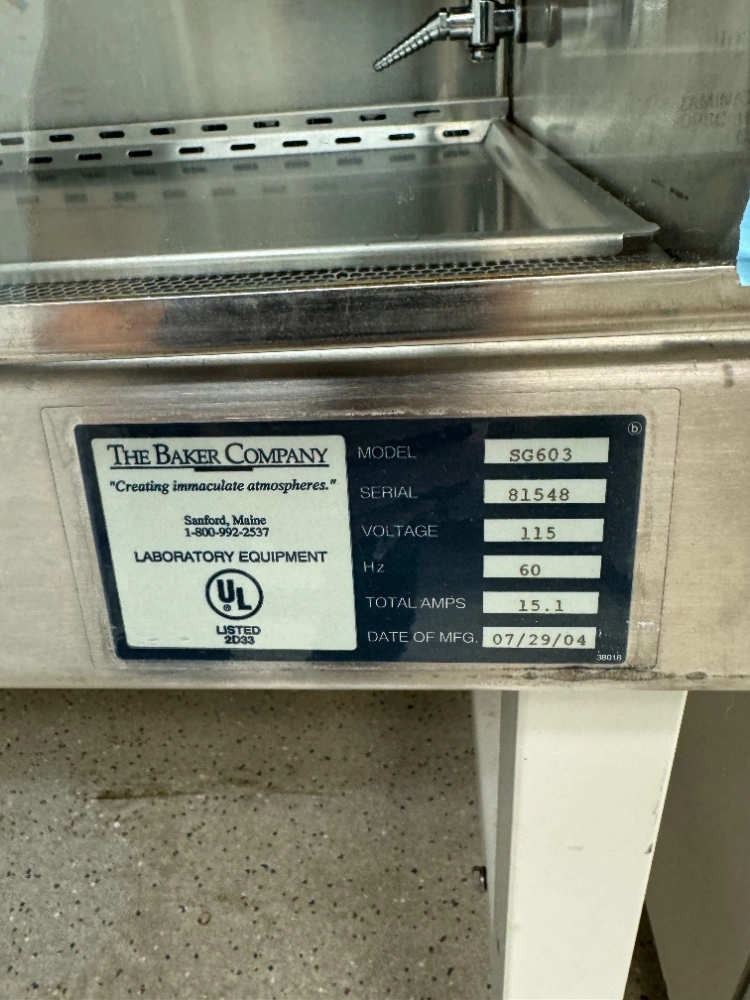 THE BAKER COMPANY
"Creating immaculate atmospheres."
Sanford, Maine
1-800-992-2537
LABORATORY EQUIPMENT
UL
®
LISTED
2D33
b
MODEL SG603
SERIAL 81548
VOLTAGE 115
Hz 60
TOTAL AMPS 15.1
DATE OF MFG. 07/29/04
38018